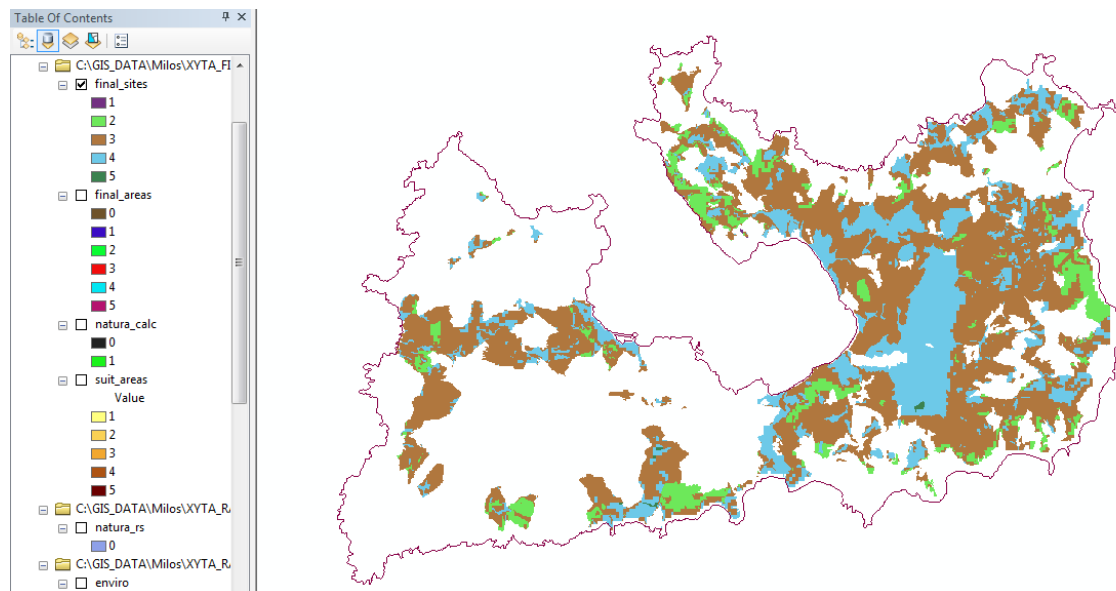 Table Of Contents
C:\GIS_DATA\Milos\XYTA_FI
final_sites
1
2
3
4
5
final_areas
0
1
2
3
4
5
natura_calc
0
1
suit_areas
Value
1
2
3
4
5
C:\GIS_DATA\Milos\XYTA_RA
natura_rs
0
C:\GIS_DATA\Milos\XYTA_RA
enviro